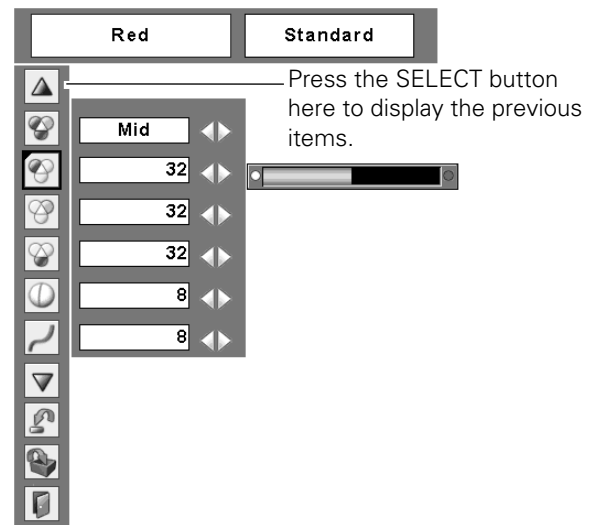 Red
Standard
Press the SELECT button
here to display the previous
items.
Mid
32
32
32
8
8